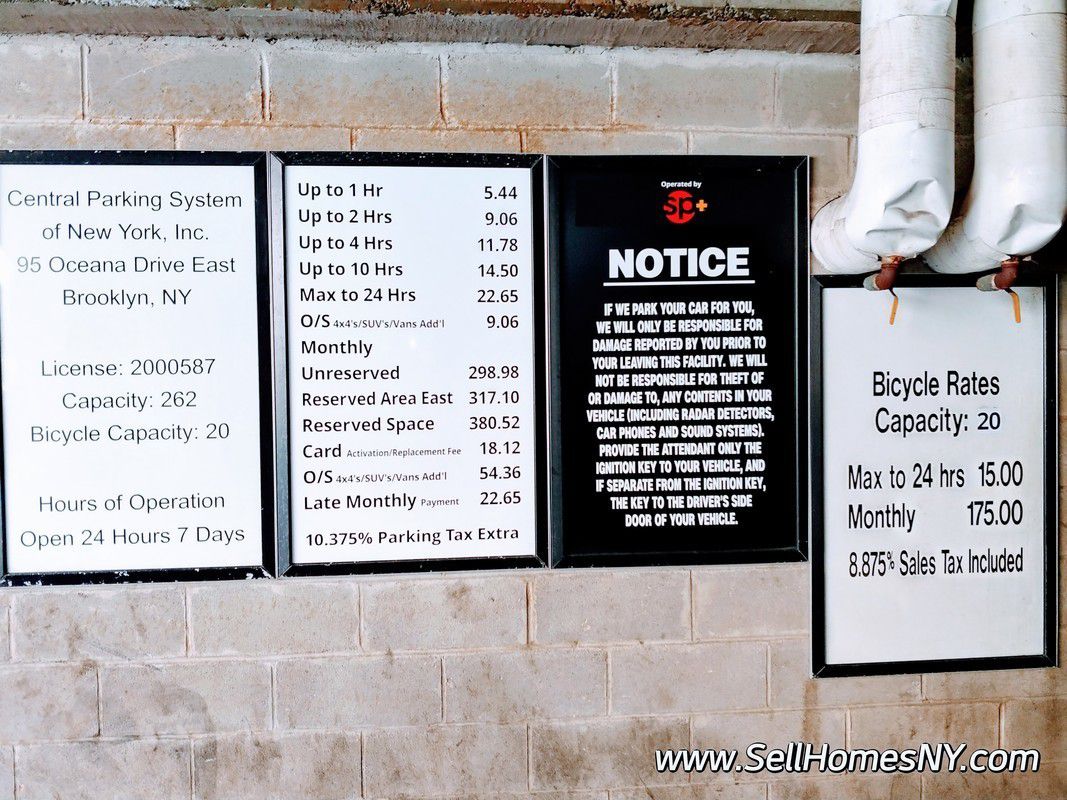 Central Parking System
of New York, Inc.
95 Oceana Drive East
Brooklyn, NY
License: 2000587
Capacity: 262
Bicycle Capacity: 20
Hours of Operation
Open 24 Hours 7 Days
Up to 1 Hr 5.44
Up to 2 Hrs 9.06
Up to 4 Hrs 11.78
Up to 10 Hrs 14.50
Max to 24 Hrs 22.65
O/S 4x4's/SUV's/Vans Add'l 9.06
Monthly
Unreserved 298.98
Reserved Area East 317.10
Reserved Space 380.52
Card Activation/Replacement Fee 18.12
O/S 4x4's/SUV's/Vans Add'l 54.36
Late Monthly Payment 22.65
10.375% Parking Tax Extra
Operated by
sp+
NOTICE
IF WE PARK YOUR CAR FOR YOU,
WE WILL ONLY BE RESPONSIBLE FOR
DAMAGE REPORTED BY YOU PRIOR TO
YOUR LEAVING THIS FACILITY. WE WILL
NOT BE RESPONSIBLE FOR THEFT OF
OR DAMAGE TO, ANY CONTENTS IN YOUR
VEHICLE (INCLUDING RADAR DETECTORS,
CAR PHONES AND SOUND SYSTEMS).
PROVIDE THE ATTENDANT ONLY THE
IGNITION KEY TO YOUR VEHICLE, AND
IF SEPARATE FROM THE IGNITION KEY,
THE KEY TO THE DRIVER'S SIDE
DOOR OF YOUR VEHICLE.
Bicycle Rates
Capacity: 20
Max to 24 hrs 15.00
Monthly 175.00
8.875% Sales Tax Included
www.SellHomesNY.com